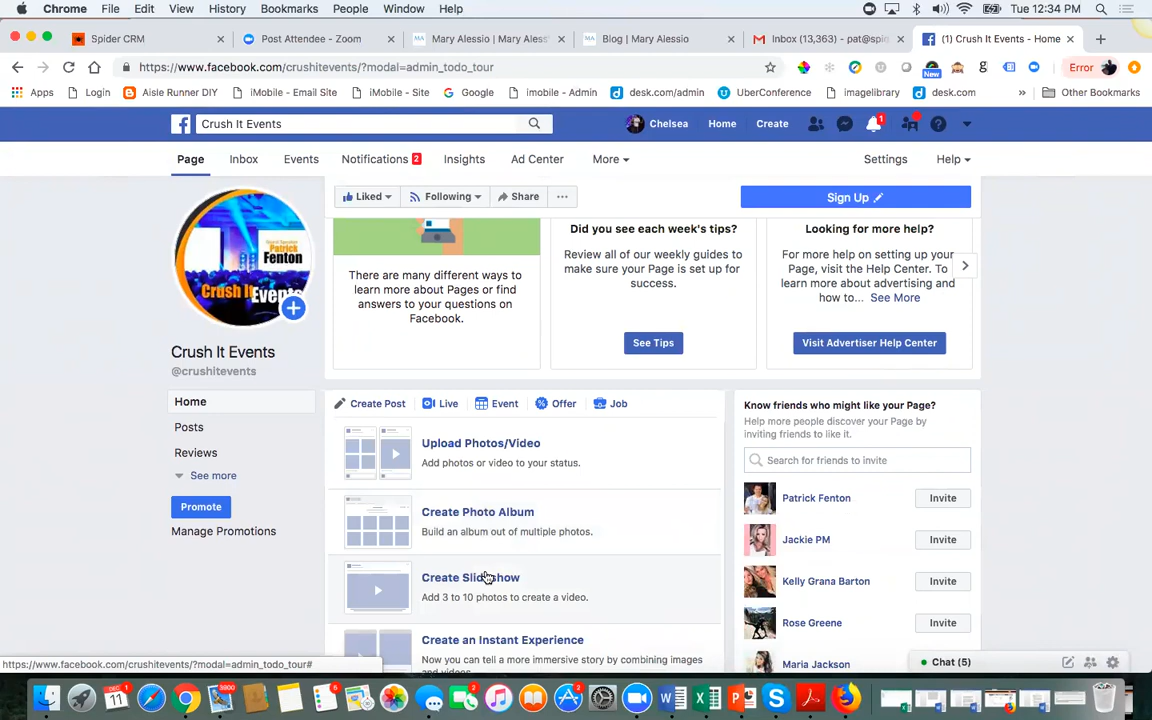 Chrome File Edit View History Bookmarks People Window Help Tue 12:34 PM
Spider CRM Post Attendee - Zoom Mary Alessio | Mary Aless Blog | Mary Alessio Inbox (13,363) - pat@spi (1) Crush It Events - Home
https://www.facebook.com/crushitevents/?modal=admin_todo_tour New Error
Apps Login Aisle Runner DIY iMobile - Email Site iMobile - Site Google imobile - Admin desk.com/admin UberConference imagelibrary desk.com » Other Bookmarks
Crush It Events Chelsea Home Create 1
Page Inbox Events Notifications 2 Insights Ad Center More Settings Help
Liked Following Share ... Sign Up
Patrick Fenton
Crush It Events
Did you see each week's tips? Looking for more help?
There are many different ways to learn more about Pages or find answers to your questions on Facebook.
Review all of our weekly guides to make sure your Page is set up for success.
For more help on setting up your Page, visit the Help Center. To learn more about advertising and how to... See More
See Tips Visit Advertiser Help Center
Crush It Events
@crushitevents
Home
Posts
Reviews
See more
Promote
Manage Promotions
Create Post Live Event Offer Job
Upload Photos/Video
Add photos or video to your status.
Create Photo Album
Build an album out of multiple photos.
Create Slideshow
Add 3 to 10 photos to create a video.
Create an Instant Experience
Now you can tell a more immersive story by combining images
and videos.
Know friends who might like your Page?
Help more people discover your Page by
inviting friends to like it.
Search for friends to invite
Patrick Fenton Invite
Jackie PM Invite
Kelly Grana Barton Invite
Rose Greene Invite
Maria Jackson
Chat (5)
https://www.facebook.com/crushitevents/?modal=admin_todo_tour#